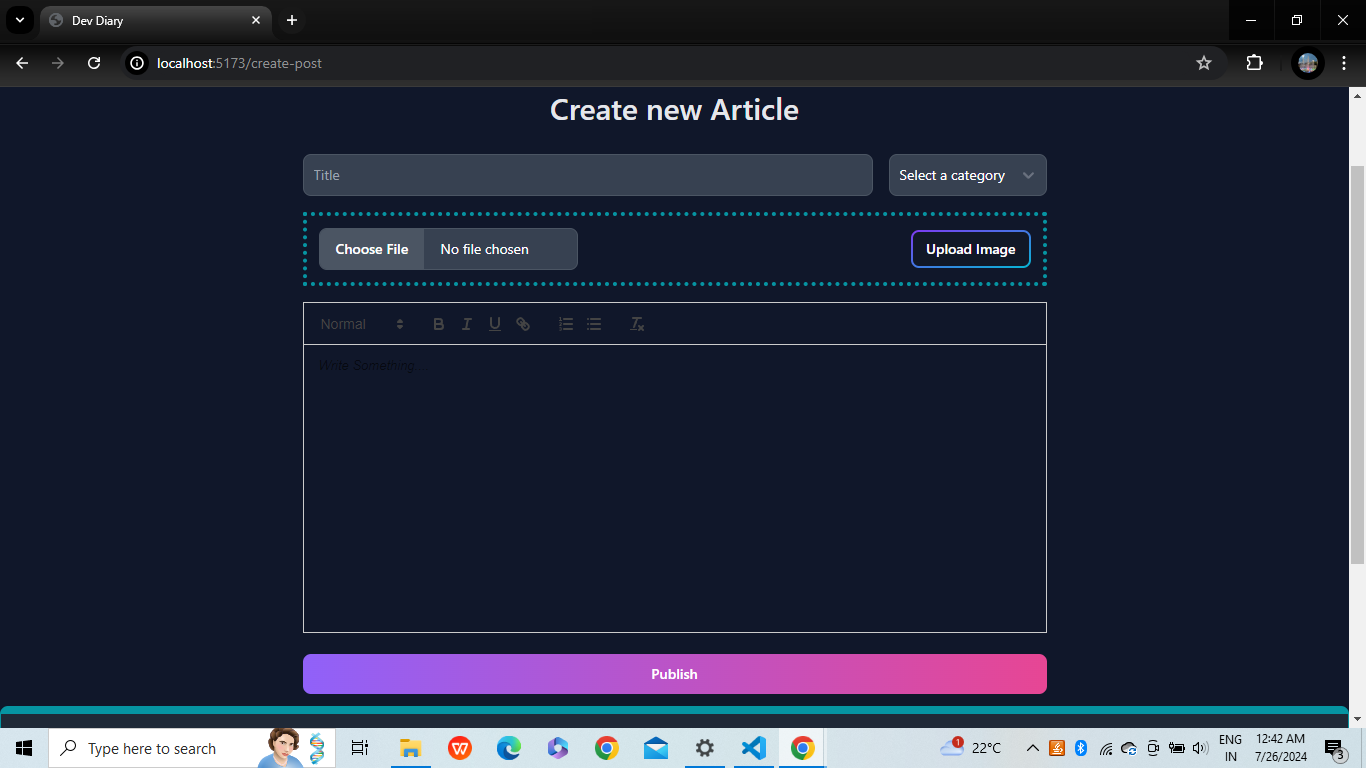 Dev Diary
localhost:5173/create-post
Create new Article
Title
Select a category
Choose File No file chosen
Upload Image
Normal
B I U
Write Something...
Publish
Type here to search
1
22°C
ENG
IN
12:42 AM
7/26/2024
3